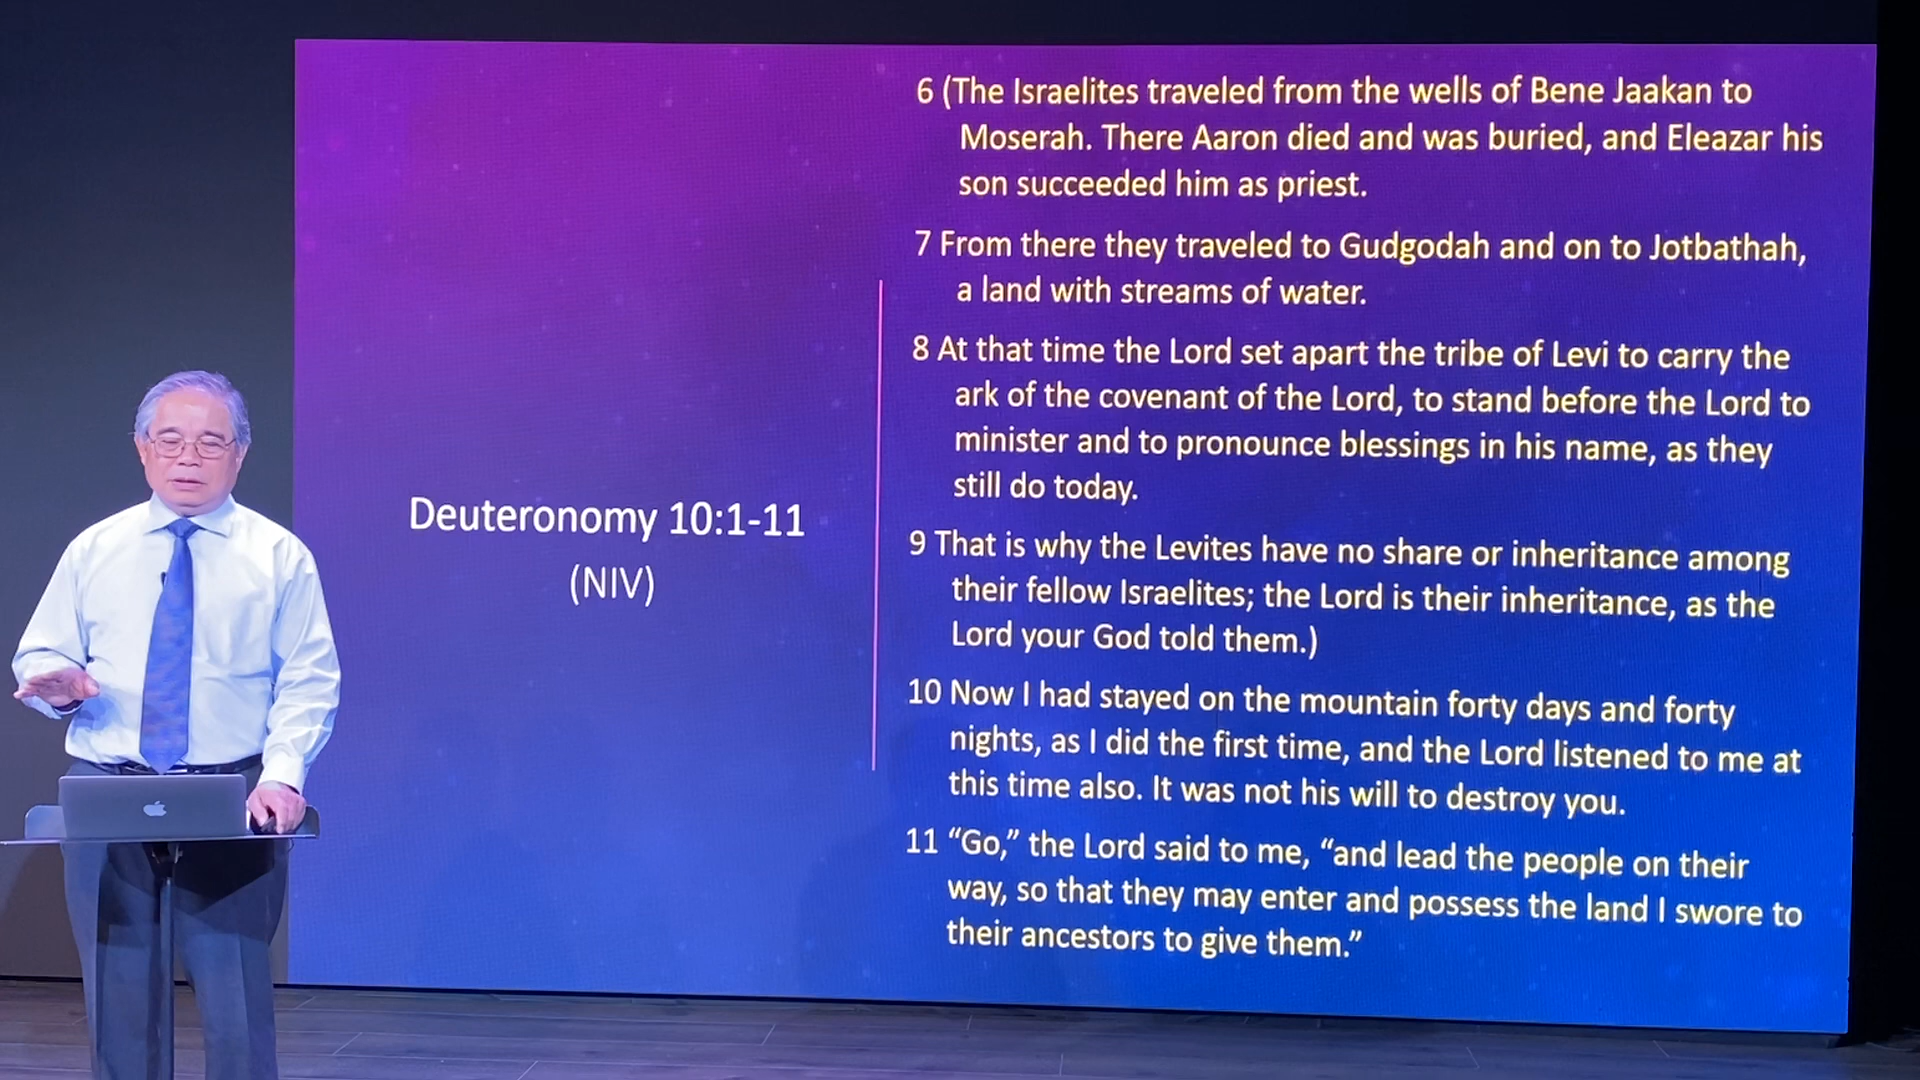 Deuteronomy 10:1-11
(NIV)
6 (The Israelites traveled from the wells of Bene Jaakan to
Moserah. There Aaron died and was buried, and Eleazar his
son succeeded him as priest.
7 From there they traveled to Gudgodah and on to Jotbathah,
a land with streams of water.
8 At that time the Lord set apart the tribe of Levi to carry the
ark of the covenant of the Lord, to stand before the Lord to
minister and to pronounce blessings in his name, as they
still do today.
9 That is why the Levites have no share or inheritance among
their fellow Israelites; the Lord is their inheritance, as the
Lord your God told them.)
10 Now I had stayed on the mountain forty days and forty
nights, as I did the first time, and the Lord listened to me at
this time also. It was not his will to destroy you.
11 “Go,” the Lord said to me, “and lead the people on their
way, so that they may enter and possess the land I swore to
their ancestors to give them.”